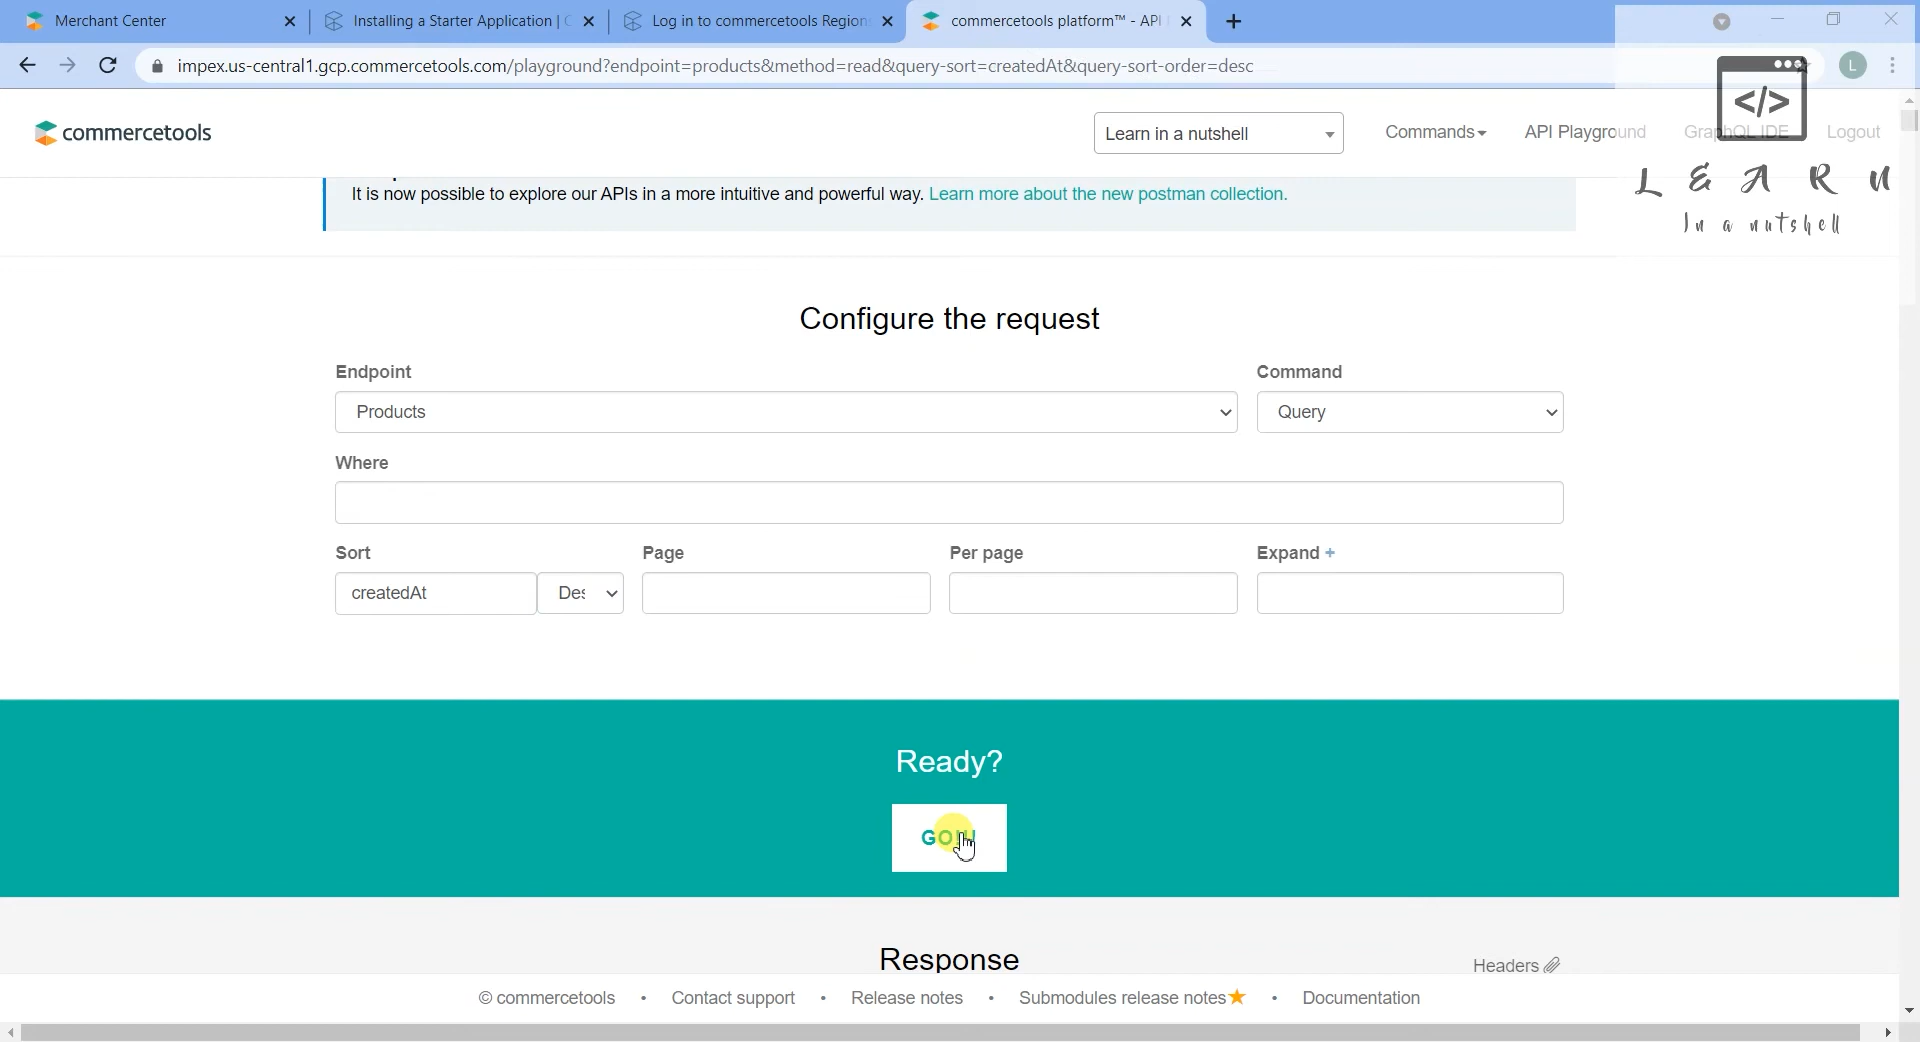 Merchant Center
Installing a Starter Application |
Log in to commercetools Region
commercetools platform™ - API
impex.us-central1.gcp.commercetools.com/playground?endpoint=products&method=read&query-sort=createdAt&query-sort-order=desc
L
commercetools
Learn in a nutshell
Commands
API Playground
GraphQL IDE
Logout
</>
LEARN
In a nutshell
It is now possible to explore our APIs in a more intuitive and powerful way. Learn more about the new postman collection.
Configure the request
Endpoint
Command
Products
Query
Where
Sort
Page
Per page
Expand +
createdAt
Des
Ready?
GO!!!
Response
Headers
© commercetools • Contact support • Release notes • Submodules release notes • Documentation